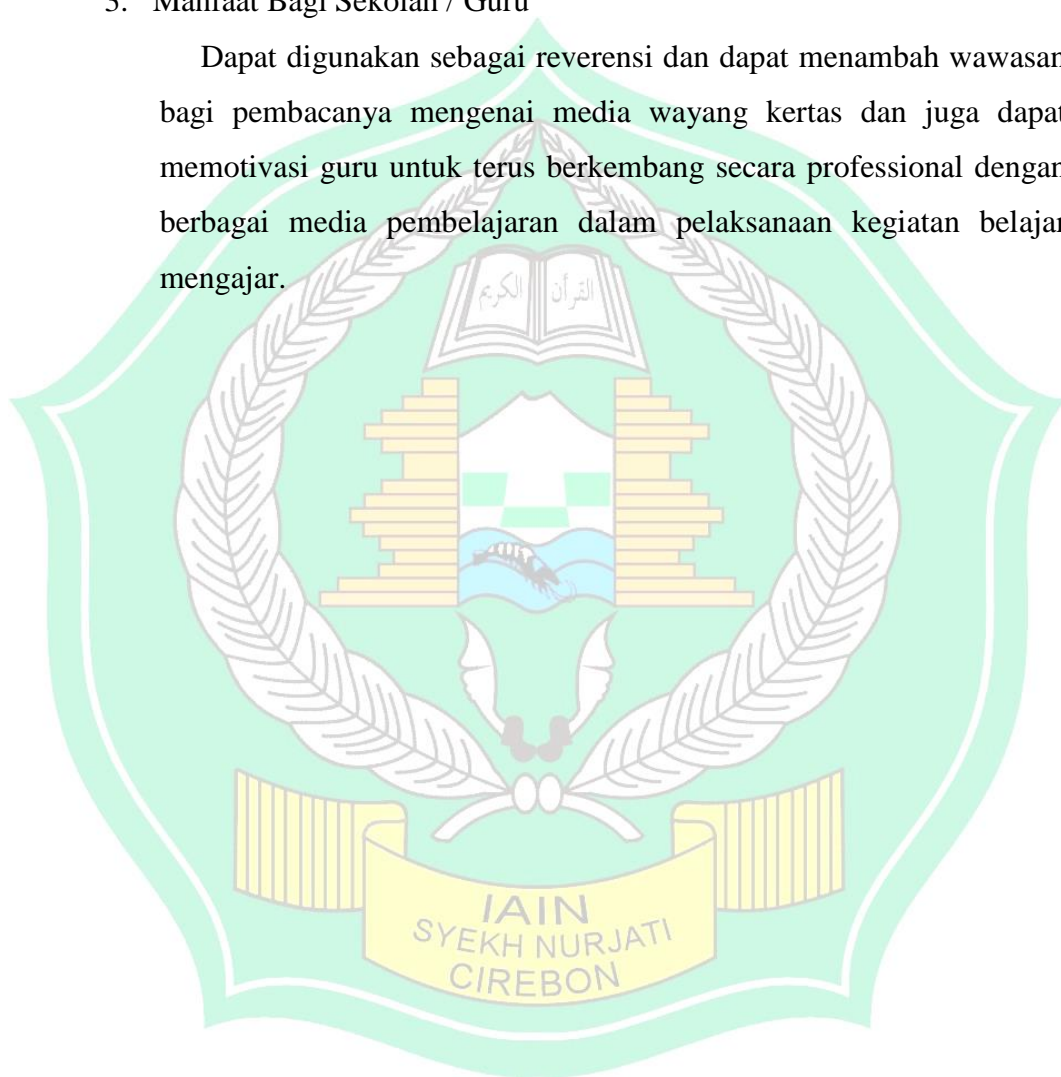 3. Manfaat Bagi Sekolah / Guru
Dapat digunakan sebagai reverensi dan dapat menambah wawasan
bagi pembacanya mengenai media wayang kertas dan juga dapat
memotivasi guru untuk terus berkembang secara professional dengan
berbagai media pembelajaran dalam pelaksanaan kegiatan belajar
mengajar.
القرآن الكريم
IAIN
SYEKH NURJATI
CIREBON